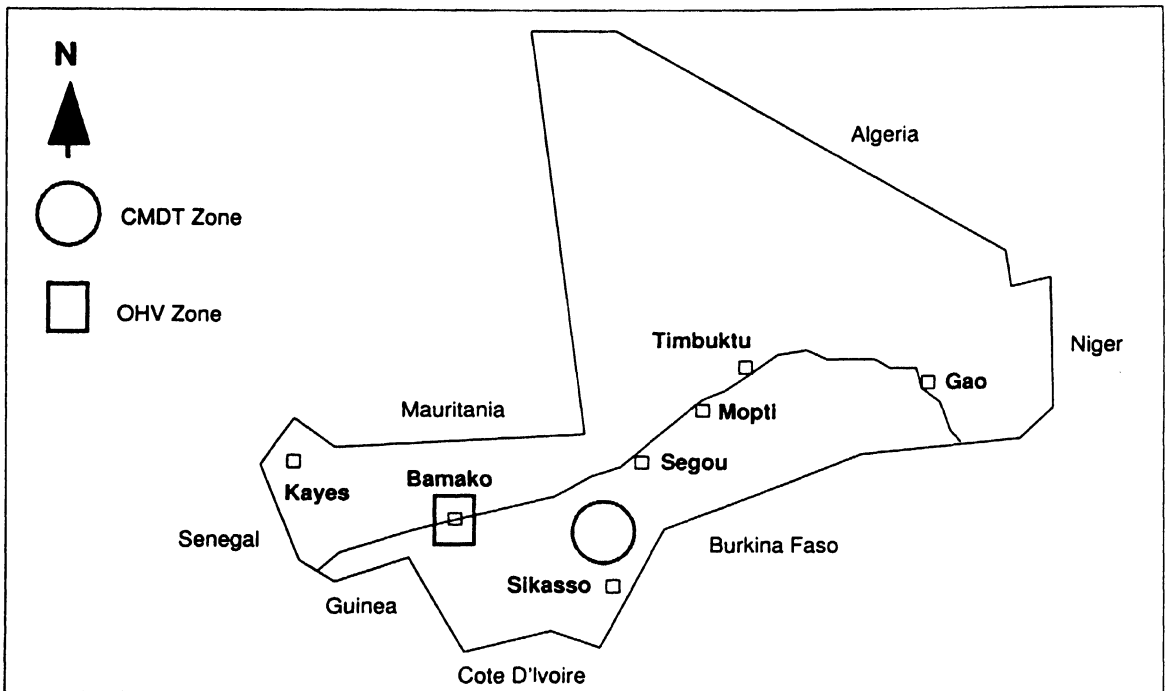 N
CMDT Zone
OHV Zone
Algeria
Niger
Timbuktu
Gao
Mopti
Mauritania
Segou
Bamako
Kayes
Senegal
Burkina Faso
Sikasso
Guinea
Cote D'Ivoire